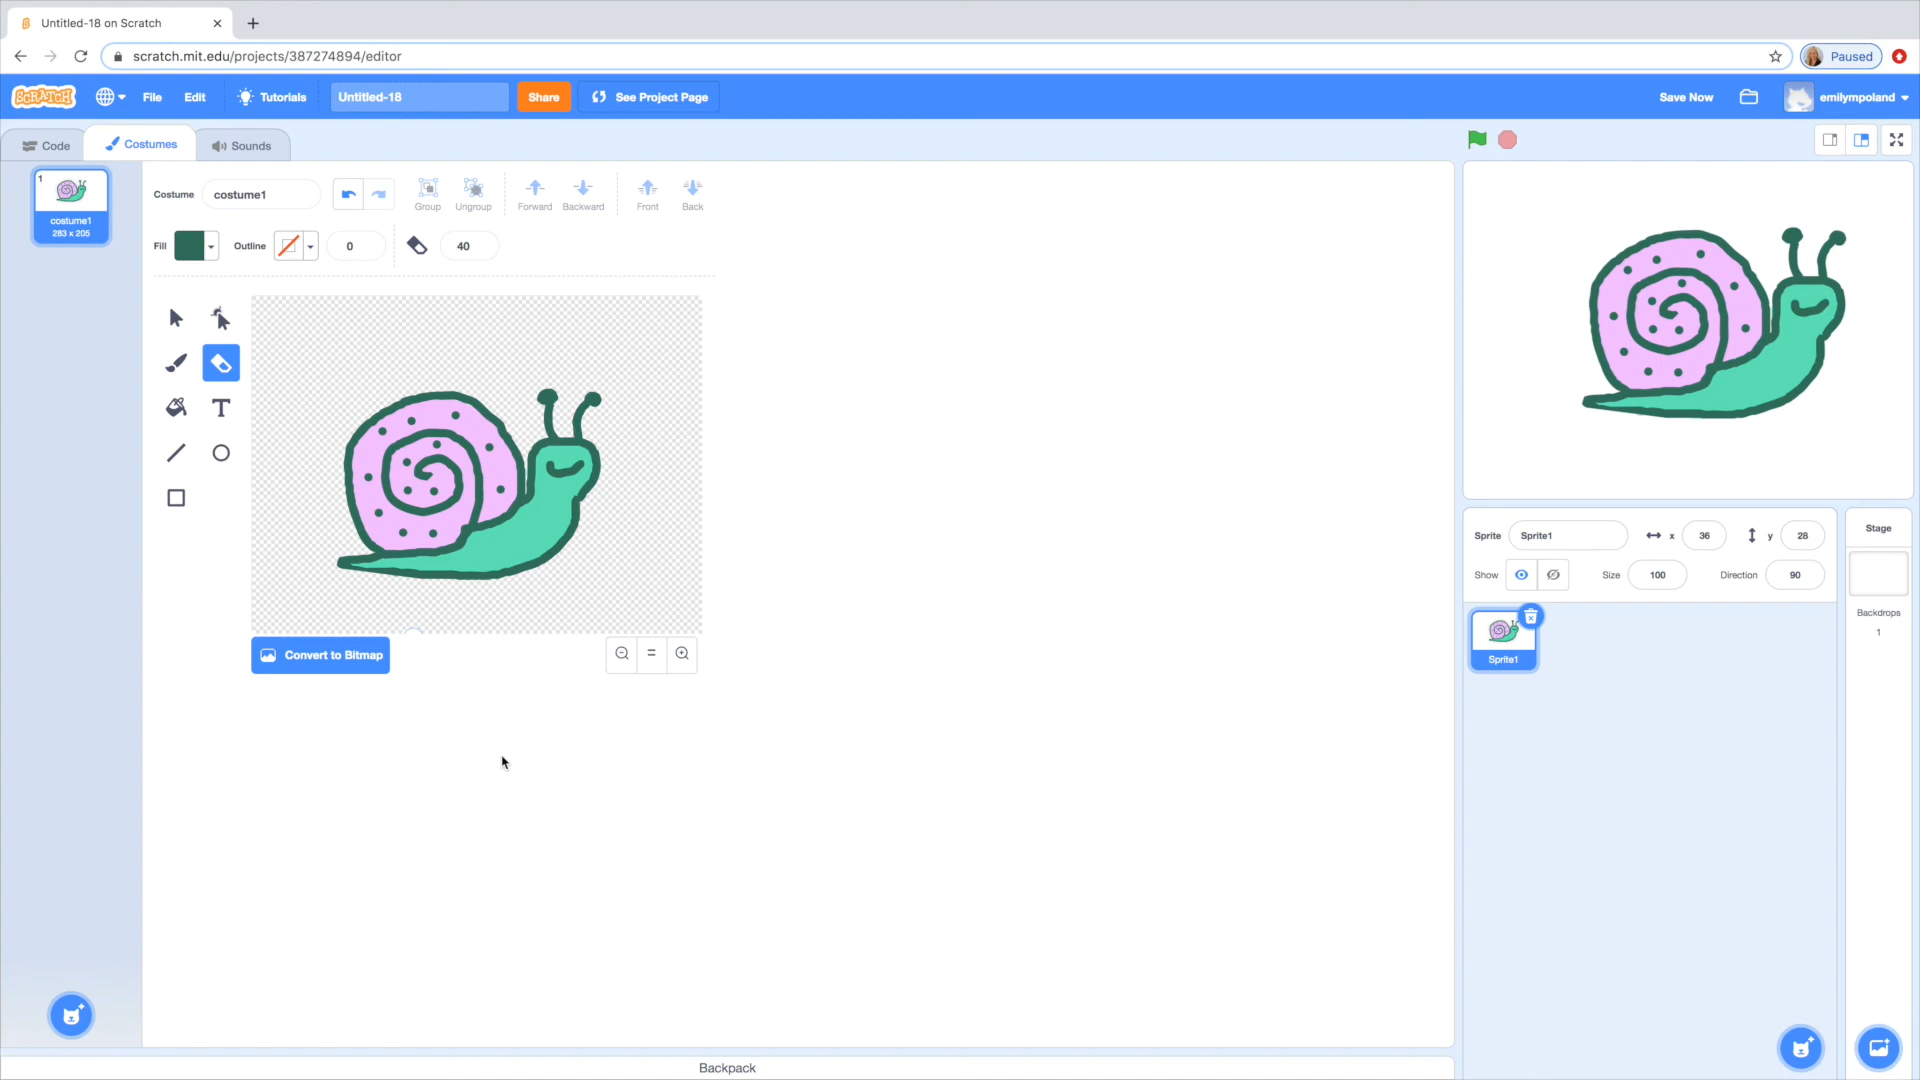 Untitled-18 on Scratch
scratch.mit.edu/projects/387274894/editor
Paused
SCRATCH
File
Edit
Tutorials
Untitled-18
Share
See Project Page
Save Now
emilympoland
Code
Costumes
Sounds
1
costume1
283 x 205
Costume
costume1
Group
Ungroup
Forward
Backward
Front
Back
Fill
Outline
0
40
T
Convert to Bitmap
=
Sprite
Sprite1
x
36
y
28
Show
Size
100
Direction
90
Sprite1
Stage
Backdrops
1
Backpack